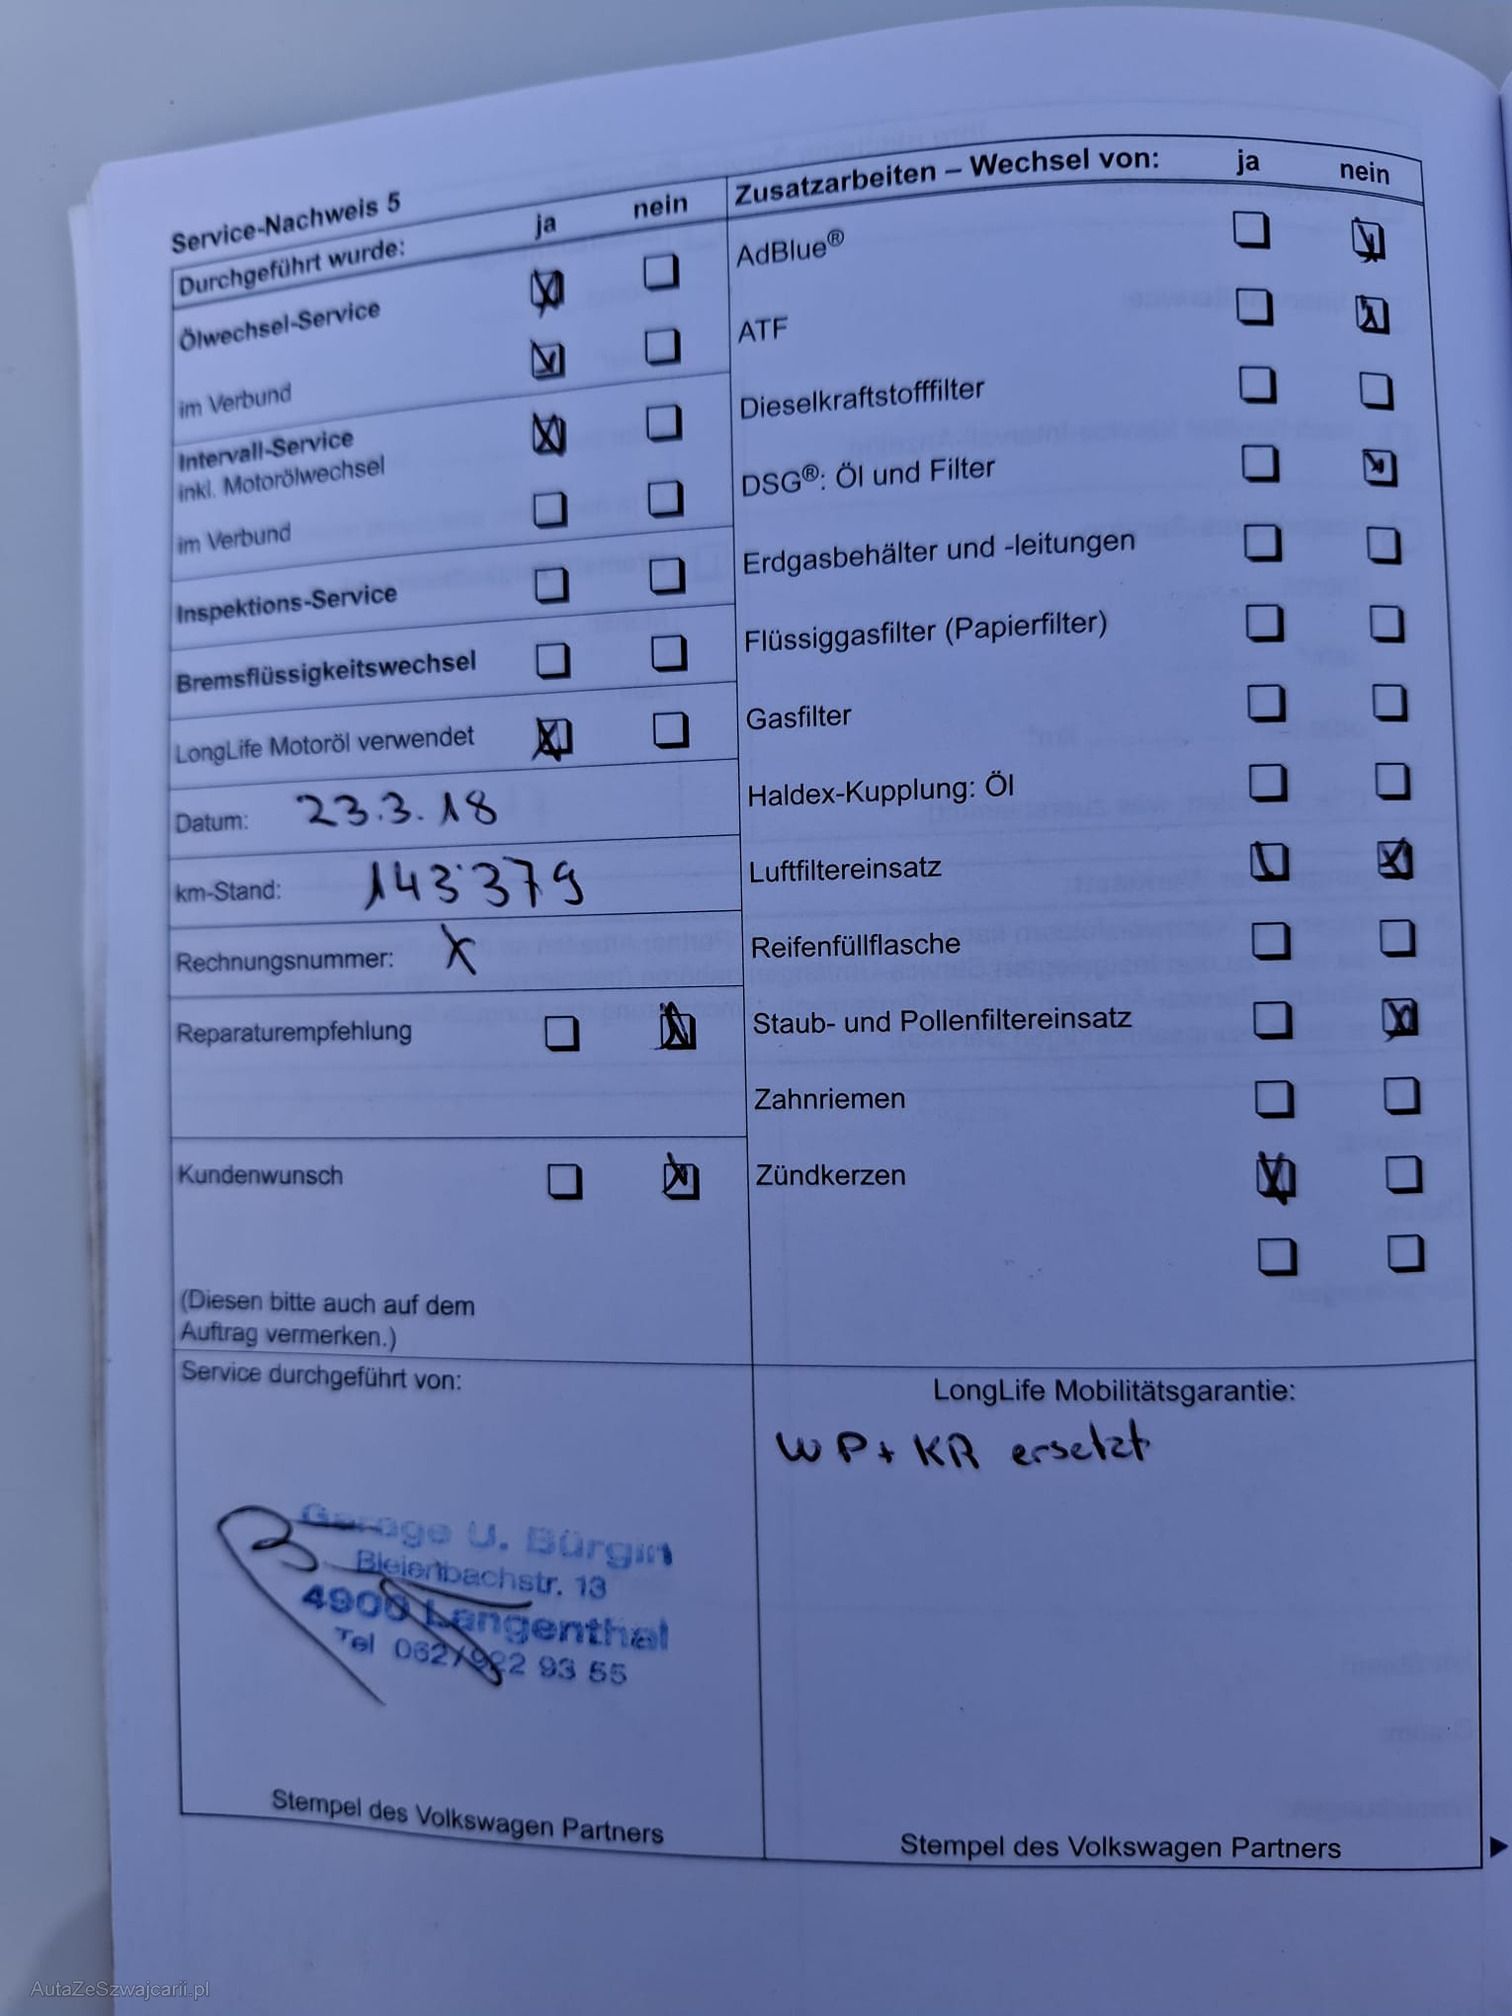 Service-Nachweis 5
Durchgeführt wurde: ja nein
Ölwechsel-Service
im Verbund
Intervall-Service
inkl. Motorölwechsel
im Verbund
Inspektions-Service
Bremsflüssigkeitswechsel
LongLife Motoröl verwendet
Datum: 23.3.18
km-Stand: 143'379
Rechnungsnummer: X
Reparaturempfehlung
Kundenwunsch
(Diesen bitte auch auf dem
Auftrag vermerken.)
Zusatzarbeiten – Wechsel von: ja nein
AdBlue®
ATF
Dieselkraftstofffilter
DSG®: Öl und Filter
Erdgasbehälter und -leitungen
Flüssiggasfilter (Papierfilter)
Gasfilter
Haldex-Kupplung: Öl
Luftfiltereinsatz
Reifenfüllflasche
Staub- und Pollenfiltereinsatz
Zahnriemen
Zündkerzen
Service durchgeführt von:
Garage U. Bürgin
Bleienbachstr. 13
4900 Langenthal
Tel 062/922 93 55
Stempel des Volkswagen Partners
LongLife Mobilitätsgarantie:
WP + KR ersetzt
Stempel des Volkswagen Partners
AutaZeSzwajcarii.pl